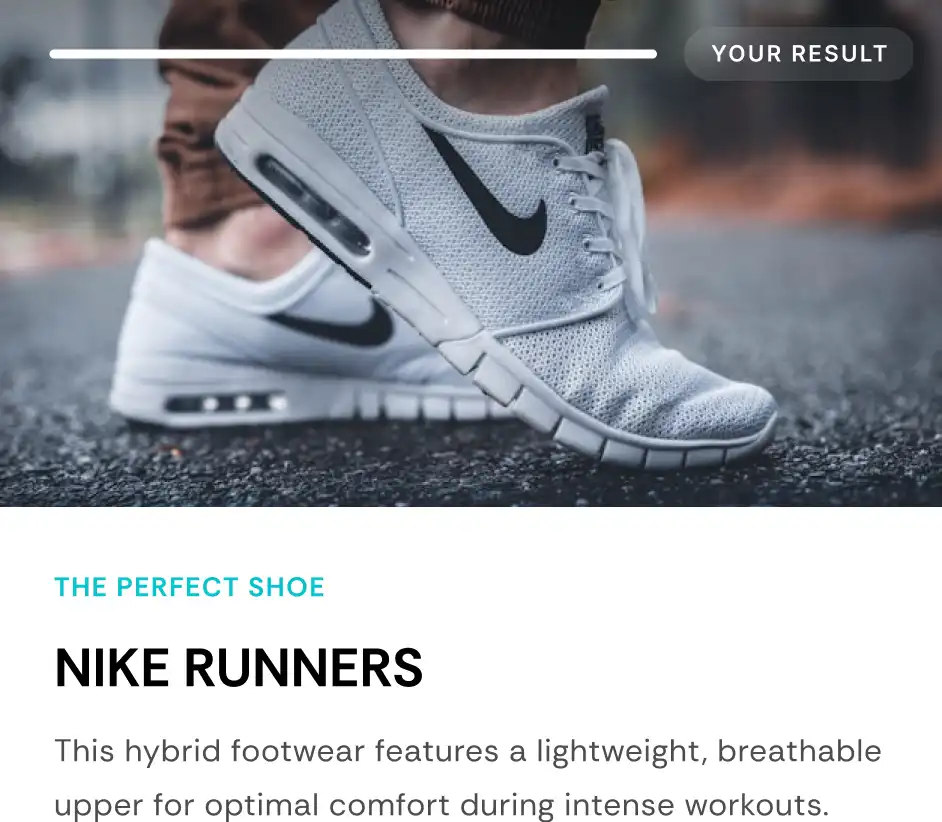 YOUR RESULT
THE PERFECT SHOE
NIKE RUNNERS
This hybrid footwear features a lightweight, breathable
upper for optimal comfort during intense workouts.